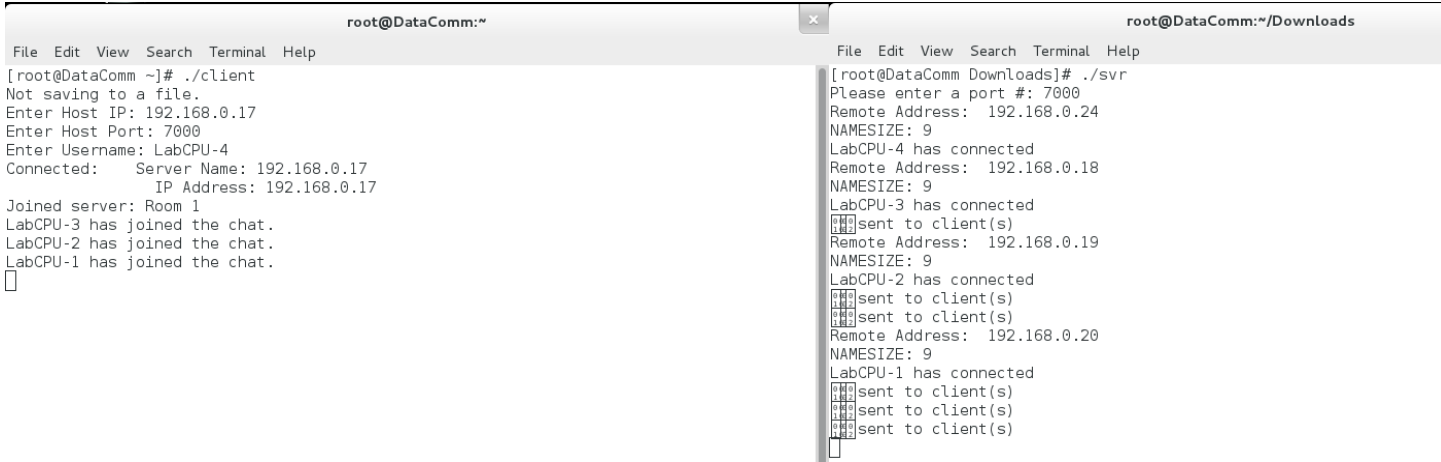 root@DataComm:~
File Edit View Search Terminal Help
[root@DataComm ~]# ./client
Not saving to a file.
Enter Host IP: 192.168.0.17
Enter Host Port: 7000
Enter Username: LabCPU-4
Connected:    Server Name: 192.168.0.17
IP Address: 192.168.0.17
Joined server: Room 1
LabCPU-3 has joined the chat.
LabCPU-2 has joined the chat.
LabCPU-1 has joined the chat.
root@DataComm:~/Downloads
File Edit View Search Terminal Help
[root@DataComm Downloads]# ./svr
Please enter a port #: 7000
Remote Address:  192.168.0.24
NAMESIZE: 9
LabCPU-4 has connected
Remote Address:  192.168.0.18
NAMESIZE: 9
LabCPU-3 has connected
sent to client(s)
Remote Address:  192.168.0.19
NAMESIZE: 9
LabCPU-2 has connected
sent to client(s)
sent to client(s)
Remote Address:  192.168.0.20
NAMESIZE: 9
LabCPU-1 has connected
sent to client(s)
sent to client(s)
sent to client(s)